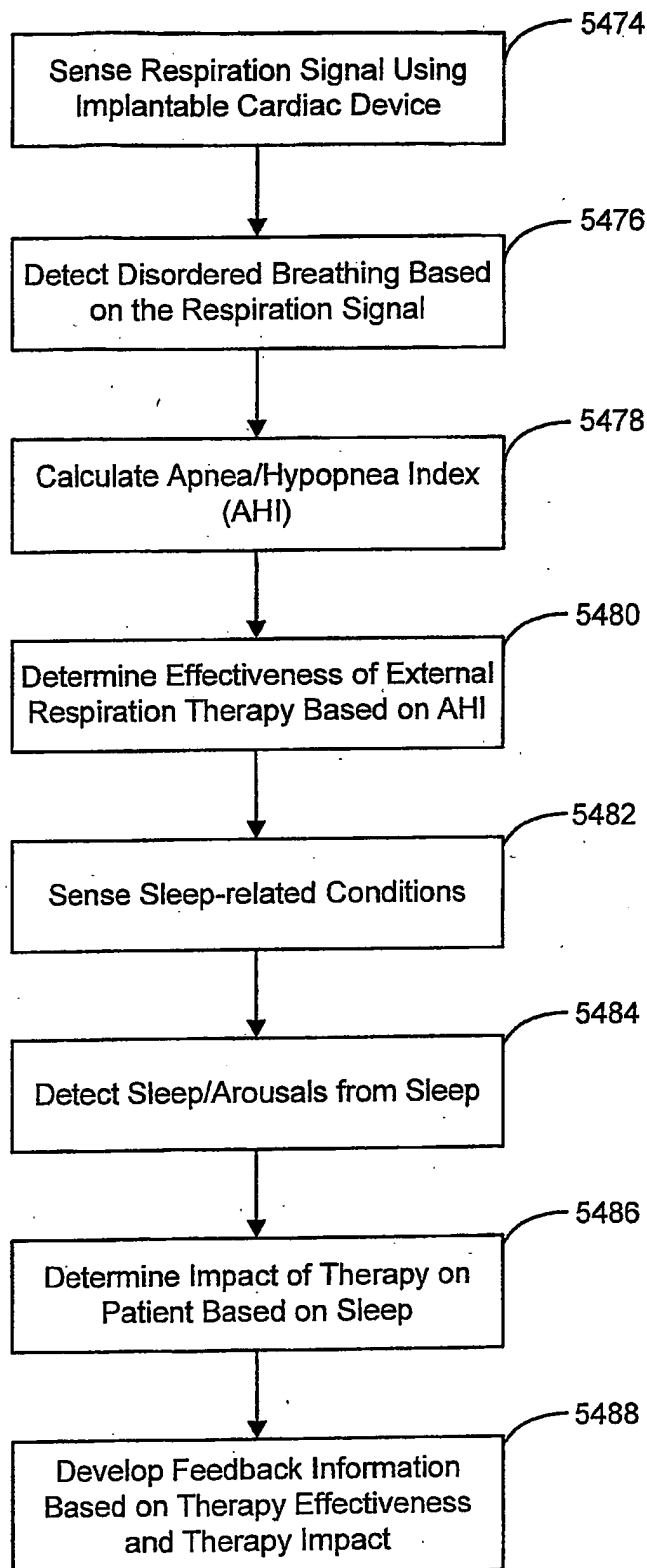 5474
Sense Respiration Signal Using
Implantable Cardiac Device
5476
Detect Disordered Breathing Based
on the Respiration Signal
5478
Calculate Apnea/Hypopnea Index
(AHI)
5480
Determine Effectiveness of External
Respiration Therapy Based on AHI
5482
Sense Sleep-related Conditions
5484
Detect Sleep/Arousals from Sleep
5486
Determine Impact of Therapy on
Patient Based on Sleep
5488
Develop Feedback Information
Based on Therapy Effectiveness
and Therapy Impact